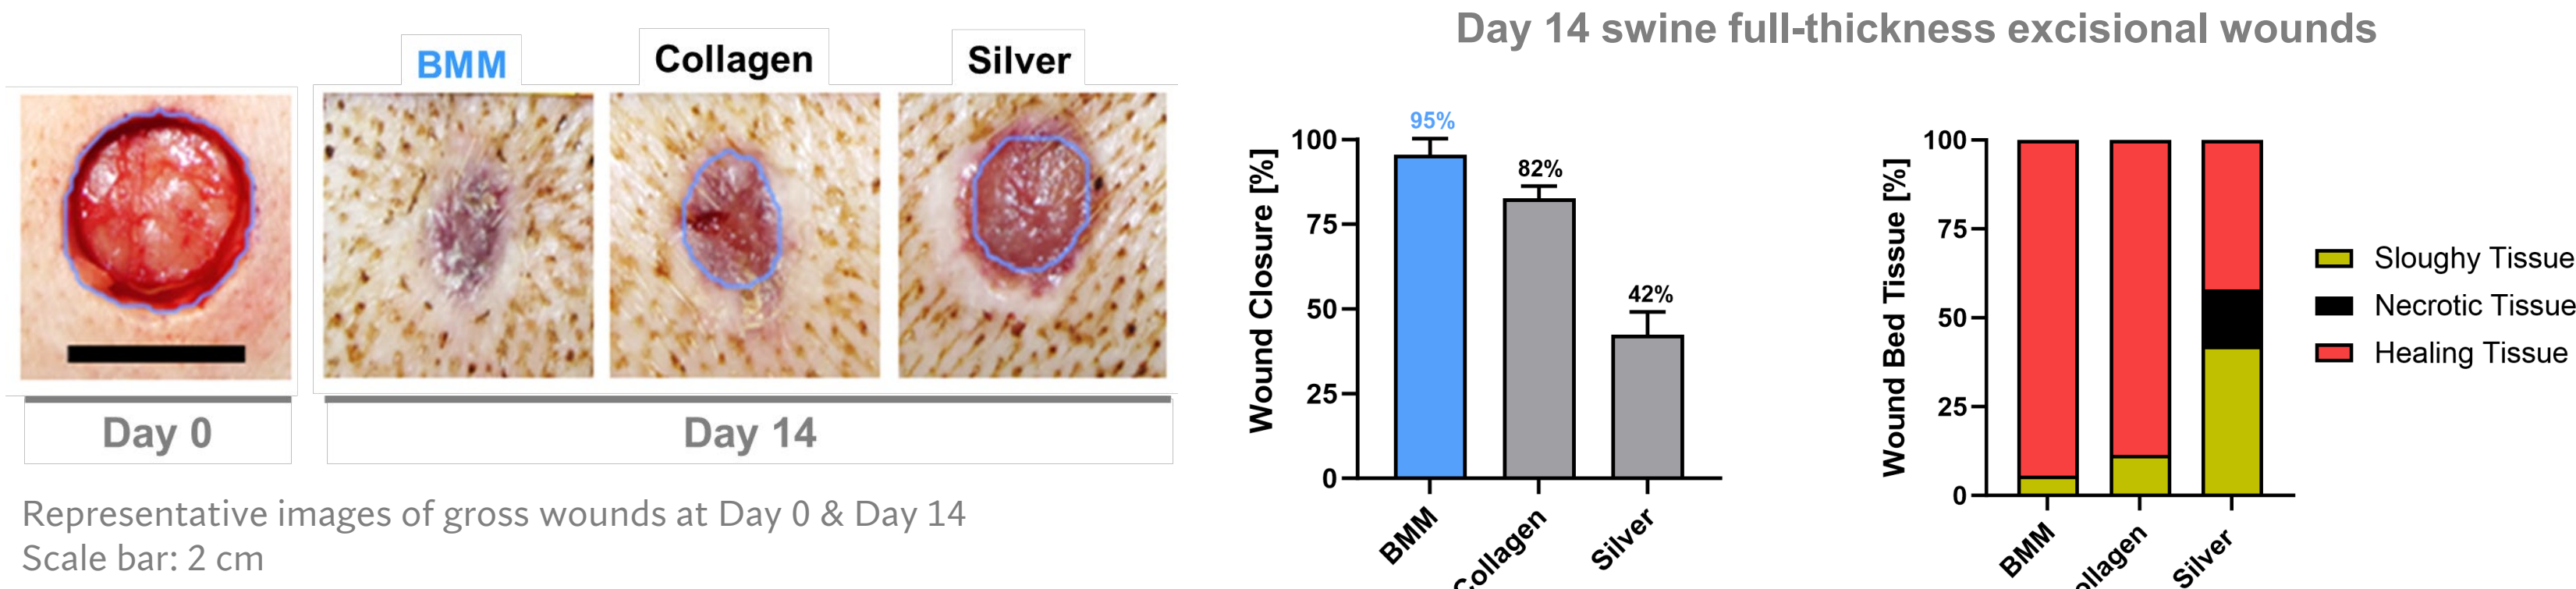 Day 14 swine full-thickness excisional wounds
BMM
Collagen
Silver
Day 0
Day 14
Representative images of gross wounds at Day 0 & Day 14
Scale bar: 2 cm
Wound Closure [%]
100
75
50
25
0
95%
82%
42%
BMM
Collagen
Silver
Wound Bed Tissue [%]
100
75
50
25
0
BMM
ollagen
Silver
Sloughy Tissue
Necrotic Tissue
Healing Tissue